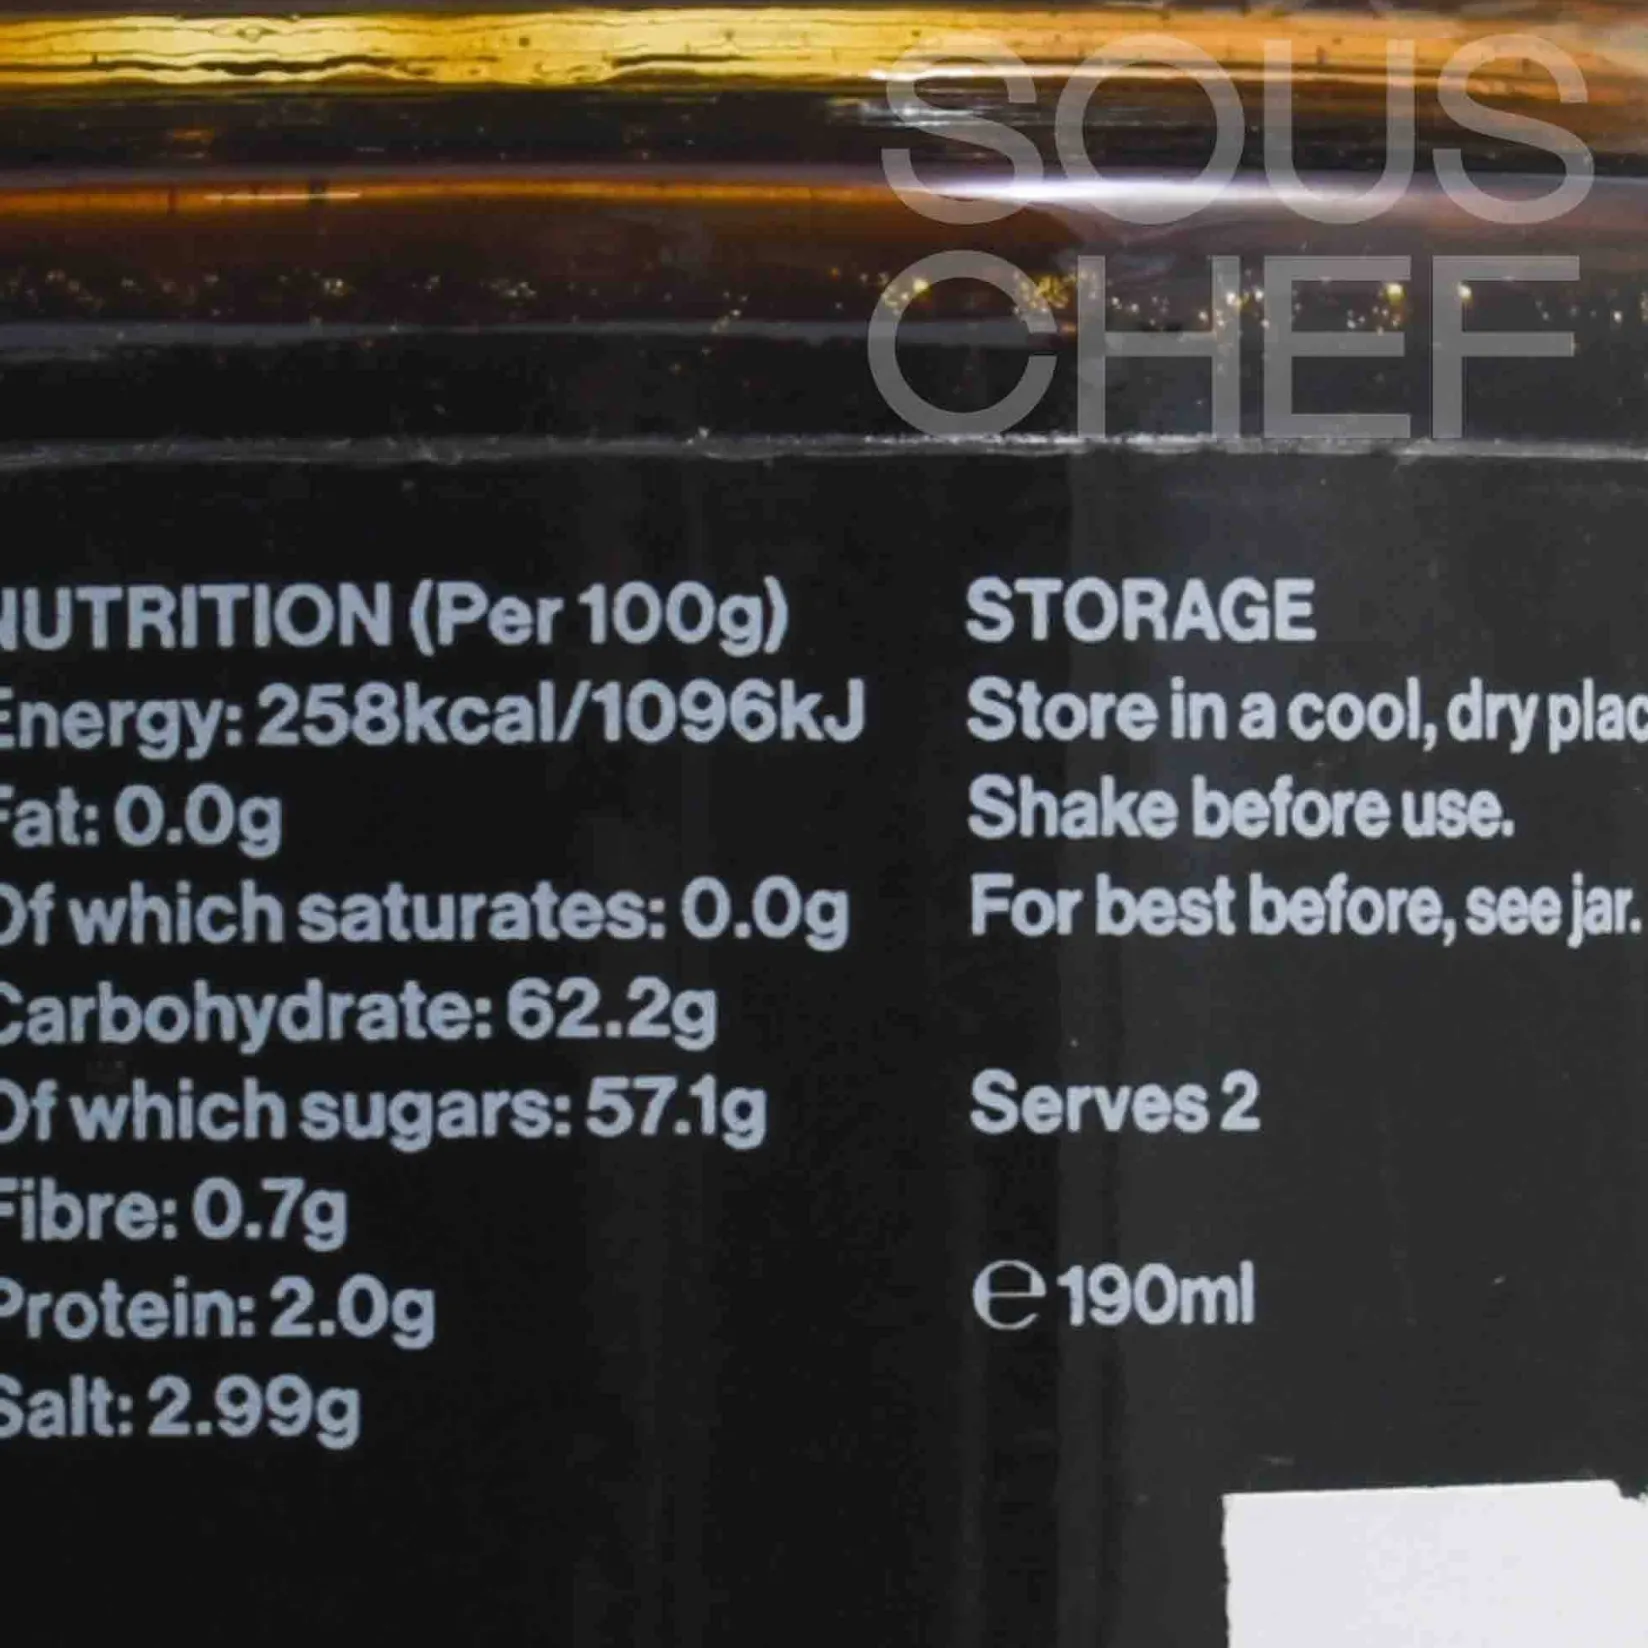 SOUS
CHEF
NUTRITION (Per 100g)
Energy: 258kcal/1096kJ
Fat: 0.0g
Of which saturates: 0.0g
Carbohydrate: 62.2g
Of which sugars: 57.1g
Fibre: 0.7g
Protein: 2.0g
Salt: 2.99g
STORAGE
Store in a cool, dry plac
Shake before use.
For best before, see jar.
Serves 2
℮190ml